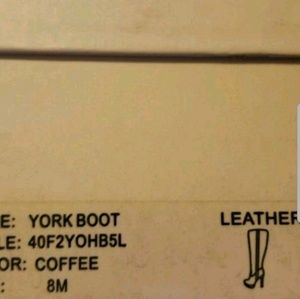 E: YORK BOOT
LE: 40F2YOHB5L
OR: COFFEE
: 8M
LEATHER